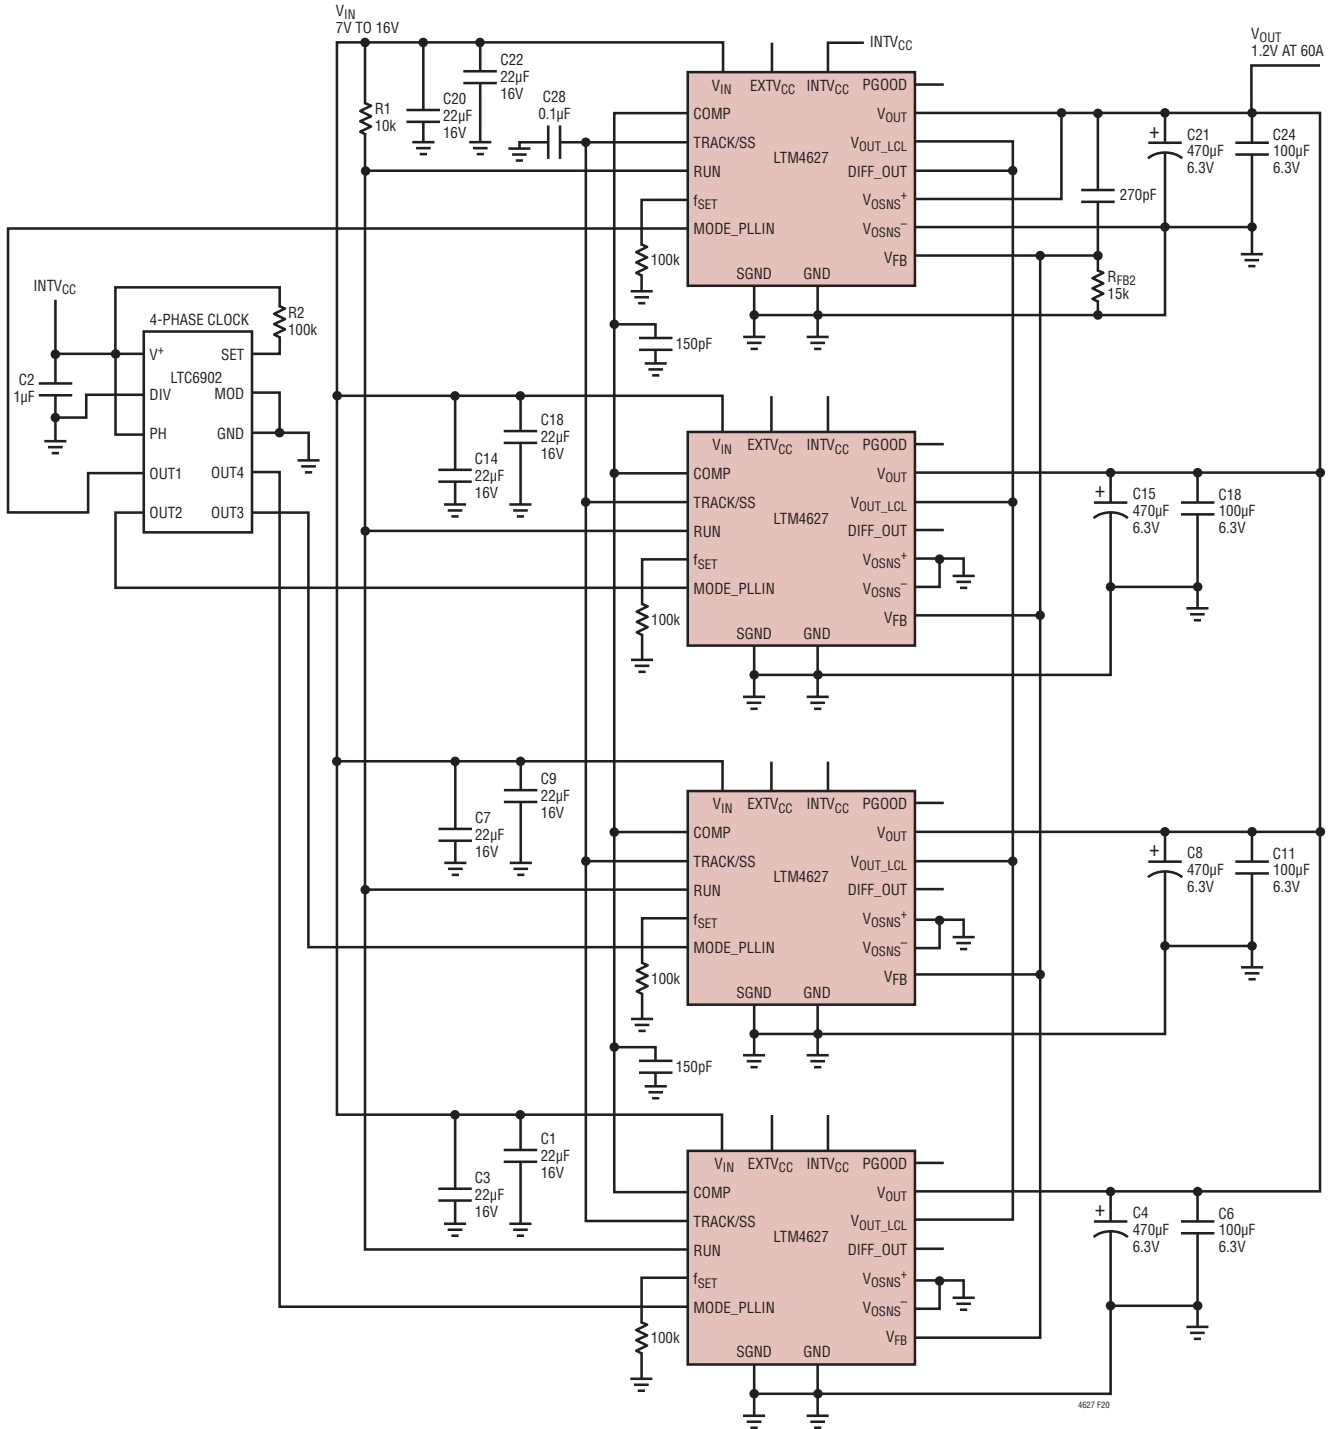 VIN
7V TO 16V
INTVCC
VOUT
1.2V AT 60A
R1
10k
C20
22µF
16V
C22
22µF
16V
C28
0.1µF
VIN EXTVCC INTVCC PGOOD
COMP
TRACK/SS
RUN
fSET
MODE_PLLIN
LTM4627
VOUT
VOUT_LCL
DIFF_OUT
VOSNS+
VOSNS–
VFB
SGND GND
100k
150pF
270pF
RFB2
15k
+
C21
470µF
6.3V
C24
100µF
6.3V
INTVCC
C2
1µF
R2
100k
4-PHASE CLOCK
LTC6902
V+
DIV
PH
OUT1
OUT2
SET
MOD
GND
OUT4
OUT3
C14
22µF
16V
C18
22µF
16V
VIN EXTVCC INTVCC PGOOD
COMP
TRACK/SS
RUN
fSET
MODE_PLLIN
LTM4627
VOUT
VOUT_LCL
DIFF_OUT
VOSNS+
VOSNS–
VFB
SGND GND
100k
+
C15
470µF
6.3V
C18
100µF
6.3V
C7
22µF
16V
C9
22µF
16V
VIN EXTVCC INTVCC PGOOD
COMP
TRACK/SS
RUN
fSET
MODE_PLLIN
LTM4627
VOUT
VOUT_LCL
DIFF_OUT
VOSNS+
VOSNS–
VFB
SGND GND
100k
150pF
+
C8
470µF
6.3V
C11
100µF
6.3V
C3
22µF
16V
C1
22µF
16V
VIN EXTVCC INTVCC PGOOD
COMP
TRACK/SS
RUN
fSET
MODE_PLLIN
LTM4627
VOUT
VOUT_LCL
DIFF_OUT
VOSNS+
VOSNS–
VFB
SGND GND
100k
+
C4
470µF
6.3V
C6
100µF
6.3V
4627 F20